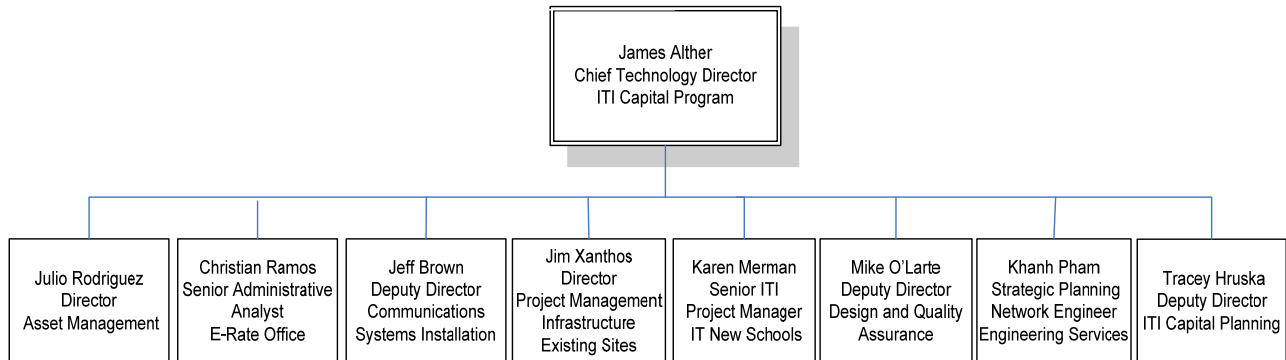 James Alther
Chief Technology Director
ITI Capital Program
Julio Rodriguez
Director
Asset Management
Christian Ramos
Senior Administrative
Analyst
E-Rate Office
Jeff Brown
Deputy Director
Communications
Systems Installation
Jim Xanthos
Director
Project Management
Infrastructure
Existing Sites
Karen Merman
Senior ITI
Project Manager
IT New Schools
Mike O'Larte
Deputy Director
Design and Quality
Assurance
Khanh Pham
Strategic Planning
Network Engineer
Engineering Services
Tracey Hruska
Deputy Director
ITI Capital Planning